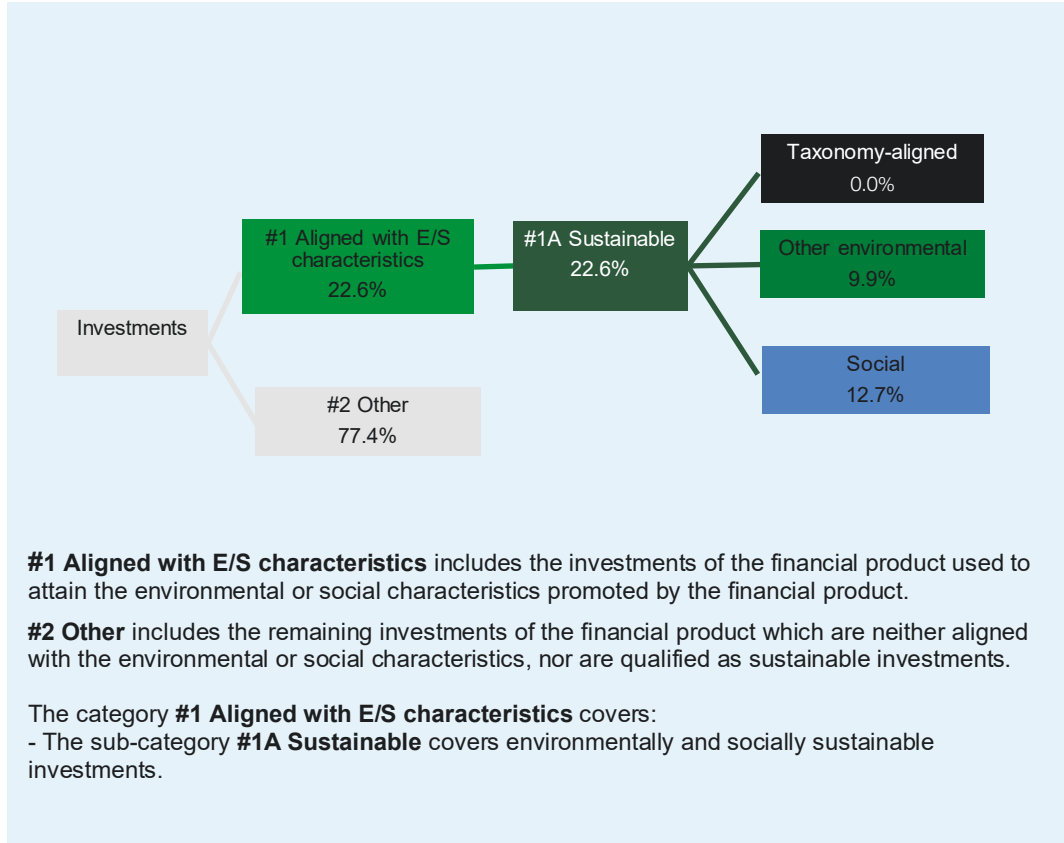 Taxonomy-aligned
0.0%
#1 Aligned with E/S
characteristics
22.6%
#1A Sustainable
22.6%
Other environmental
9.9%
Investments
Social
12.7%
#2 Other
77.4%
#1 Aligned with E/S characteristics includes the investments of the financial product used to
attain the environmental or social characteristics promoted by the financial product.
#2 Other includes the remaining investments of the financial product which are neither aligned
with the environmental or social characteristics, nor are qualified as sustainable investments.
The category #1 Aligned with E/S characteristics covers:
- The sub-category #1A Sustainable covers environmentally and socially sustainable
investments.